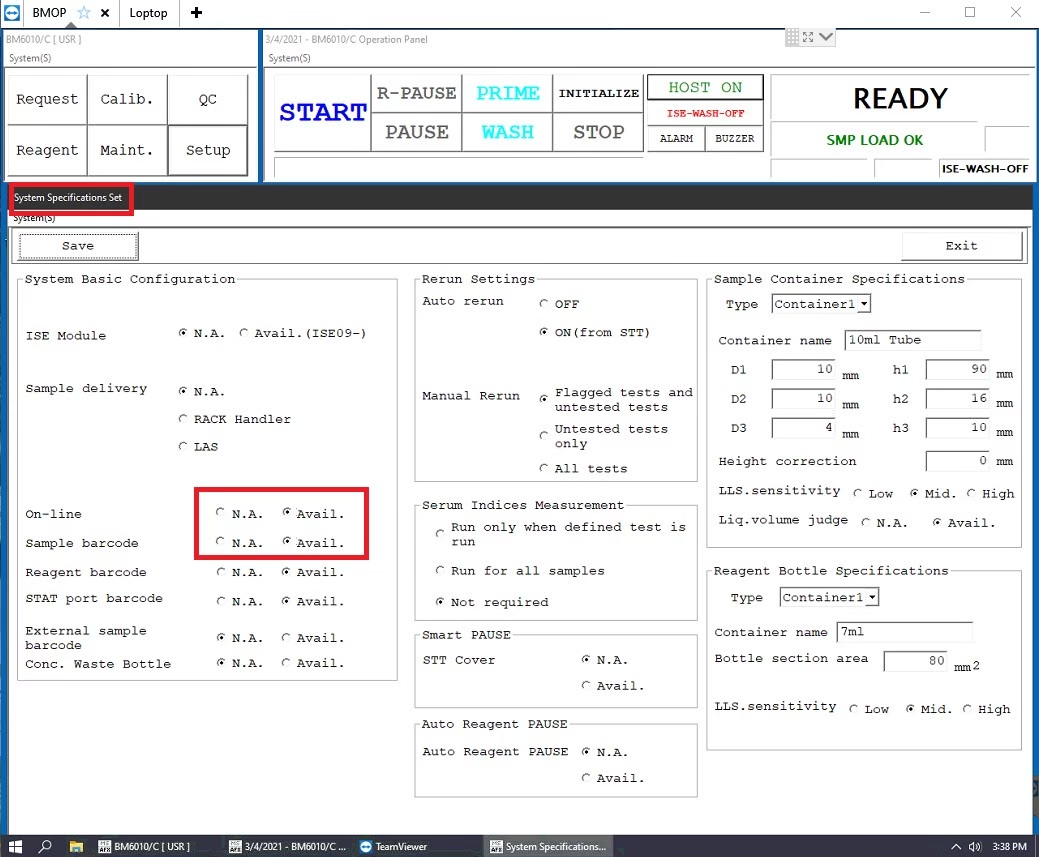 BMOP
Loptop
BM6010/C [ USR ]
System(S)
Request Calib. QC
Reagent Maint. Setup
3/4/2021 - BM6010/C Operation Panel
System(S)
START R-PAUSE PRIME INITIALIZE
PAUSE WASH STOP
HOST ON
ISE-WASH-OFF
ALARM BUZZER
READY
SMP LOAD OK
ISE-WASH-OFF
System Specifications Set
System(S)
Save Exit
System Basic Configuration
ISE Module N.A. Avail.(ISE09-)
Sample delivery N.A.
RACK Handler
LAS
On-line N.A. Avail.
Sample barcode N.A. Avail.
Reagent barcode N.A. Avail.
STAT port barcode N.A. Avail.
External sample
barcode N.A. Avail.
Conc. Waste Bottle N.A. Avail.
Rerun Settings
Auto rerun OFF
ON(from STT)
Manual Rerun Flagged tests and
untested tests
Untested tests
only
All tests
Serum Indices Measurement
Run only when defined test is
run
Run for all samples
Not required
Smart PAUSE
STT Cover N.A.
Avail.
Auto Reagent PAUSE
Auto Reagent PAUSE N.A.
Avail.
Sample Container Specifications
Type Container1
Container name 10ml Tube
D1 10 mm h1 90 mm
D2 10 mm h2 16 mm
D3 4 mm h3 10 mm
Height correction 0 mm
LLS.sensitivity Low Mid. High
Liq.volume judge N.A. Avail.
Reagent Bottle Specifications
Type Container1
Container name 7ml
Bottle section area 80 mm2
LLS.sensitivity Low Mid. High
BM6010/C [ USR ]
3/4/2021 - BM6010/C ...
TeamViewer
System Specifications...
3:38 PM